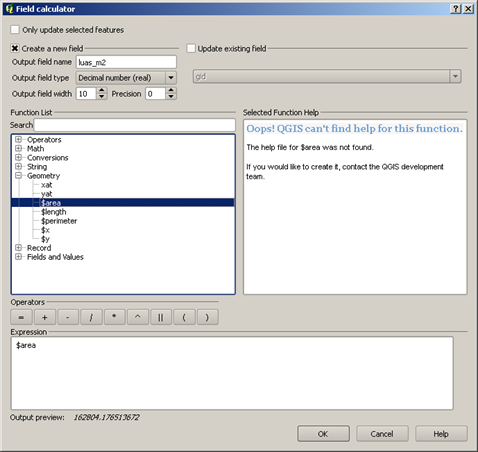 Field calculator
Only update selected features
Create a new field
Update existing field
Output field name luas_m2
Output field type Decimal number (real)
gid
Output field width 10 Precision 0
Function List
Selected Function Help
Search
Operators
Math
Conversions
String
Geometry
xat
yat
$area
$length
$perimeter
$x
$y
Record
Fields and Values
Oops! QGIS can't find help for this function.
The help file for $area was not found.
If you would like to create it, contact the QGIS development
team.
Operators
= + - / * ^ || ( )
Expression
$area
Output preview: 162804.176513672
OK Cancel Help